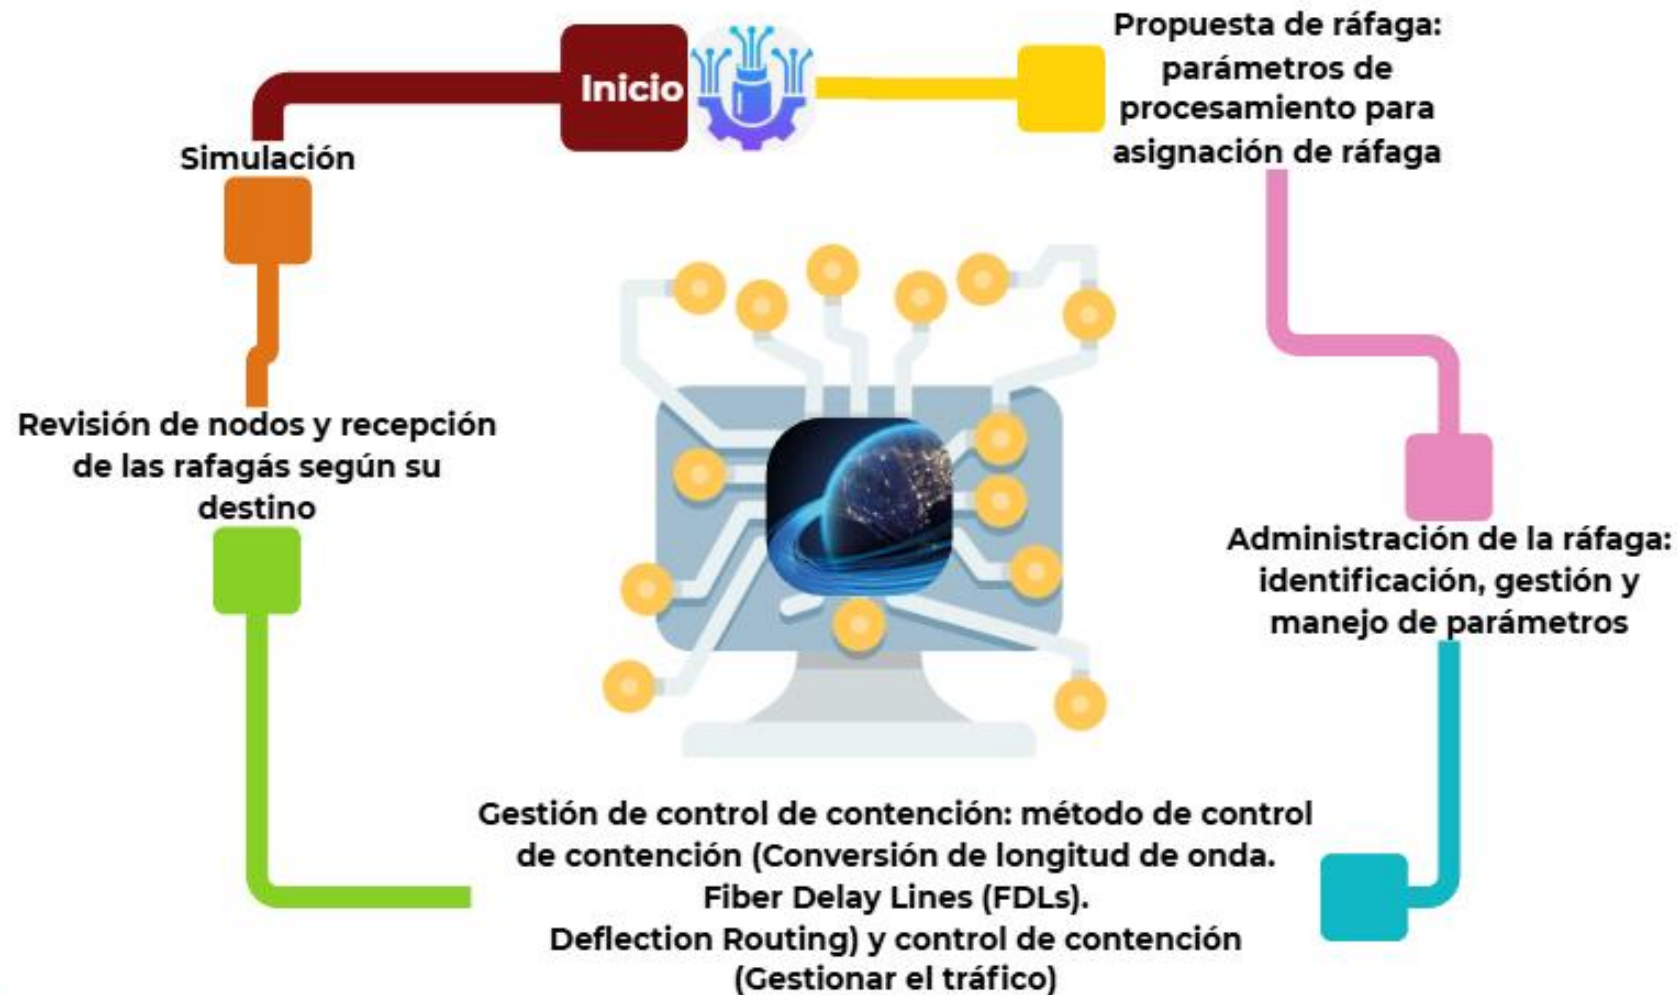 Inicio
Propuesta de ráfaga:
parámetros de
procesamiento para
asignación de ráfaga
Administración de la ráfaga:
identificación, gestión y
manejo de parámetros
Gestión de control de contención: método de control
de contención (Conversión de longitud de onda.
Fiber Delay Lines (FDLs).
Deflection Routing) y control de contención
(Gestionar el tráfico)
Revisión de nodos y recepción
de las rafagás según su
destino
Simulación